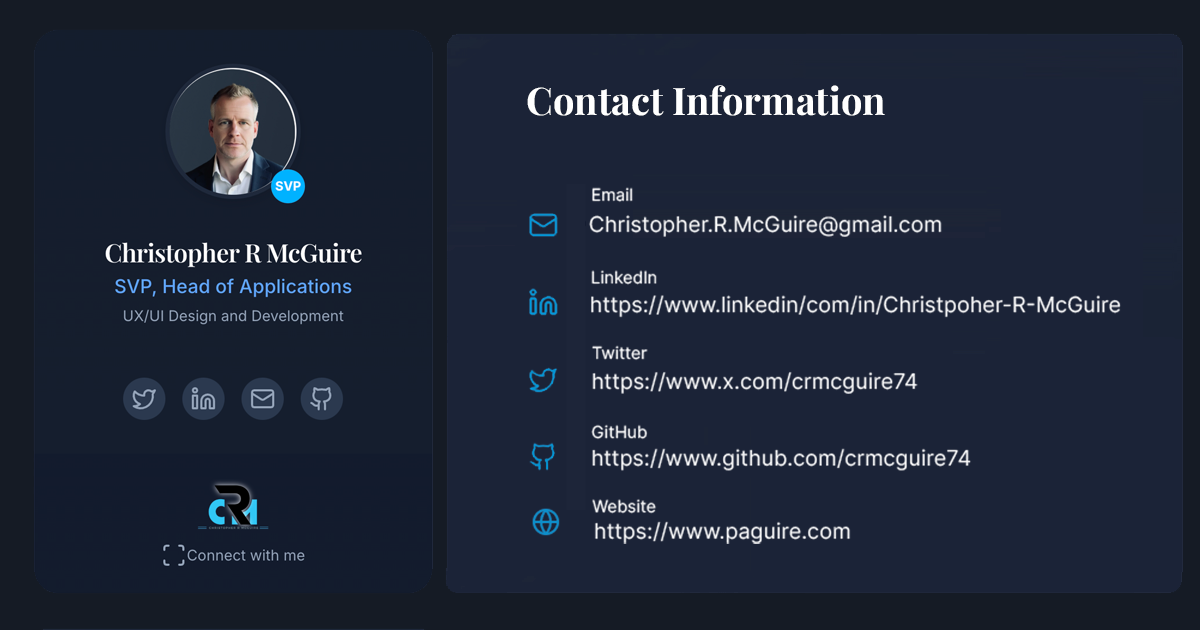 SVP
Christopher R McGuire
SVP, Head of Applications
UX/UI Design and Development
CRM
CHRISTOPHER R MCGUIRE
Connect with me
Contact Information
Email
Christopher.R.McGuire@gmail.com
LinkedIn
https://www.linkedin/com/in/Christpoher-R-McGuire
Twitter
https://www.x.com/crmcguire74
GitHub
https://www.github.com/crmcguire74
Website
https://www.paguire.com